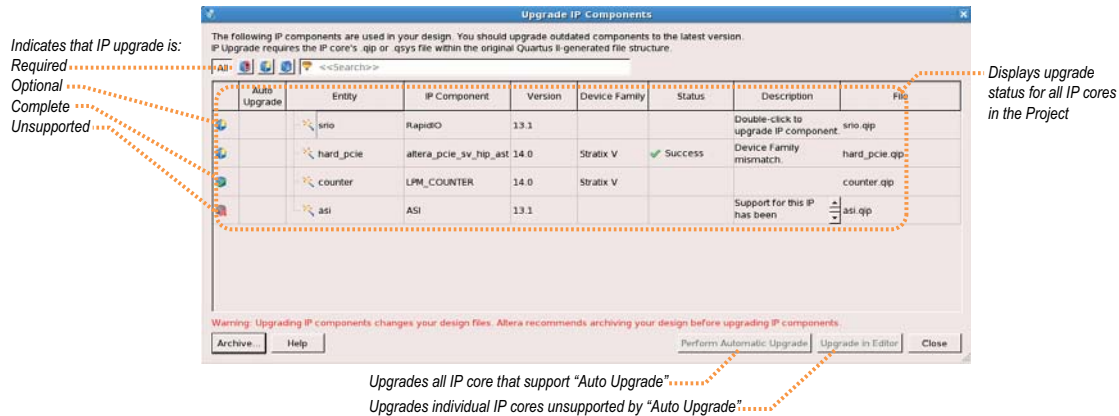 Upgrade IP Components
The following IP components are used in your design. You should upgrade outdated components to the latest version.
IP Upgrade requires the IP core's .qip or .qsys file within the original Quartus II-generated file structure.
Indicates that IP upgrade is:
Required
Optional
Complete
Unsupported
All
<<Search>>
Displays upgrade
status for all IP cores
in the Project
Auto Upgrade Entity IP Component Version Device Family Status Description File
srio RapidIO 13.1 Double-click to upgrade IP component. srio.qip
hard_pcie altera_pcie_sv_hip_ast 14.0 Stratix V Success Device Family mismatch. hard_pcie.qip
counter LPM_COUNTER 14.0 Stratix V counter.qip
asi ASI 13.1 Support for this IP has been asi.qip
Warning: Upgrading IP components changes your design files. Altera recommends archiving your design before upgrading IP components.
Archive... Help Perform Automatic Upgrade Upgrade in Editor Close
Upgrades all IP core that support “Auto Upgrade”
Upgrades individual IP cores unsupported by “Auto Upgrade”